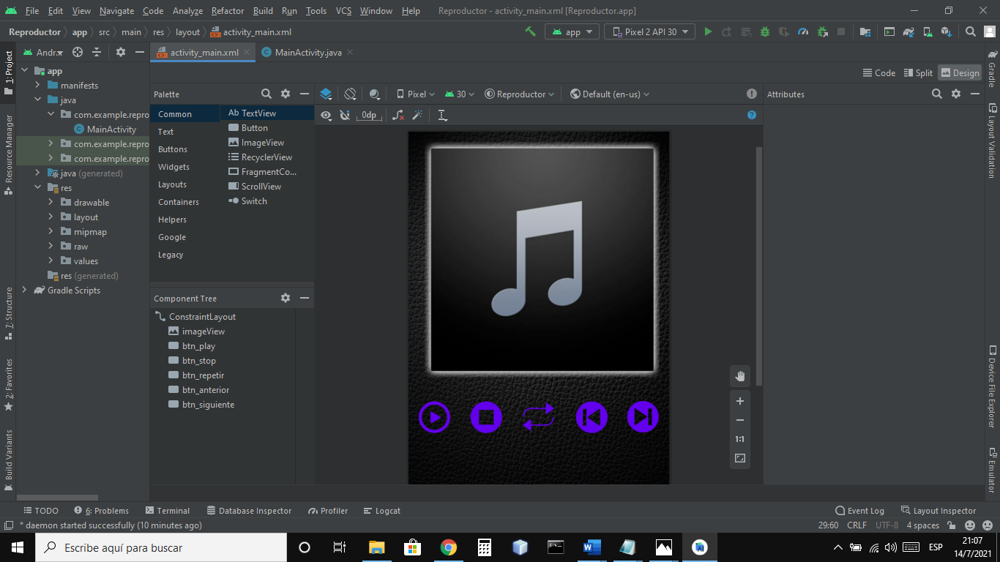 File Edit View Navigate Code Analyze Refactor Build Run Tools VCS Window Help Reproductor - activity_main.xml [Reproductor.app]
Reproductor app src main res layout activity_main.xml app Pixel 2 API 30
1: Project
Resource Manager
7: Structure
2: Favorites
Build Variants
Andr...
app
manifests
java
com.example.repro
MainActivity
com.example.repro
com.example.repro
java (generated)
res
drawable
layout
mipmap
raw
values
res (generated)
Gradle Scripts
activity_main.xml MainActivity.java
Code Split Design
Palette
Common
Text
Buttons
Widgets
Layouts
Containers
Helpers
Google
Legacy
Ab TextView
Button
ImageView
RecyclerView
FragmentCo...
ScrollView
Switch
Component Tree
ConstraintLayout
imageView
btn_play
btn_stop
btn_repetir
btn_anterior
btn_siguiente
Pixel 30 Reproductor Default (en-us)
0dp
1:1
Attributes
Gradle
Layout Validation
Device File Explorer
Emulator
TODO 6: Problems Terminal Database Inspector Profiler Logcat Event Log Layout Inspector
* daemon started successfully (10 minutes ago) 29:60 CRLF UTF-8 4 spaces
Escribe aquí para buscar
ESP
21:07
14/7/2021